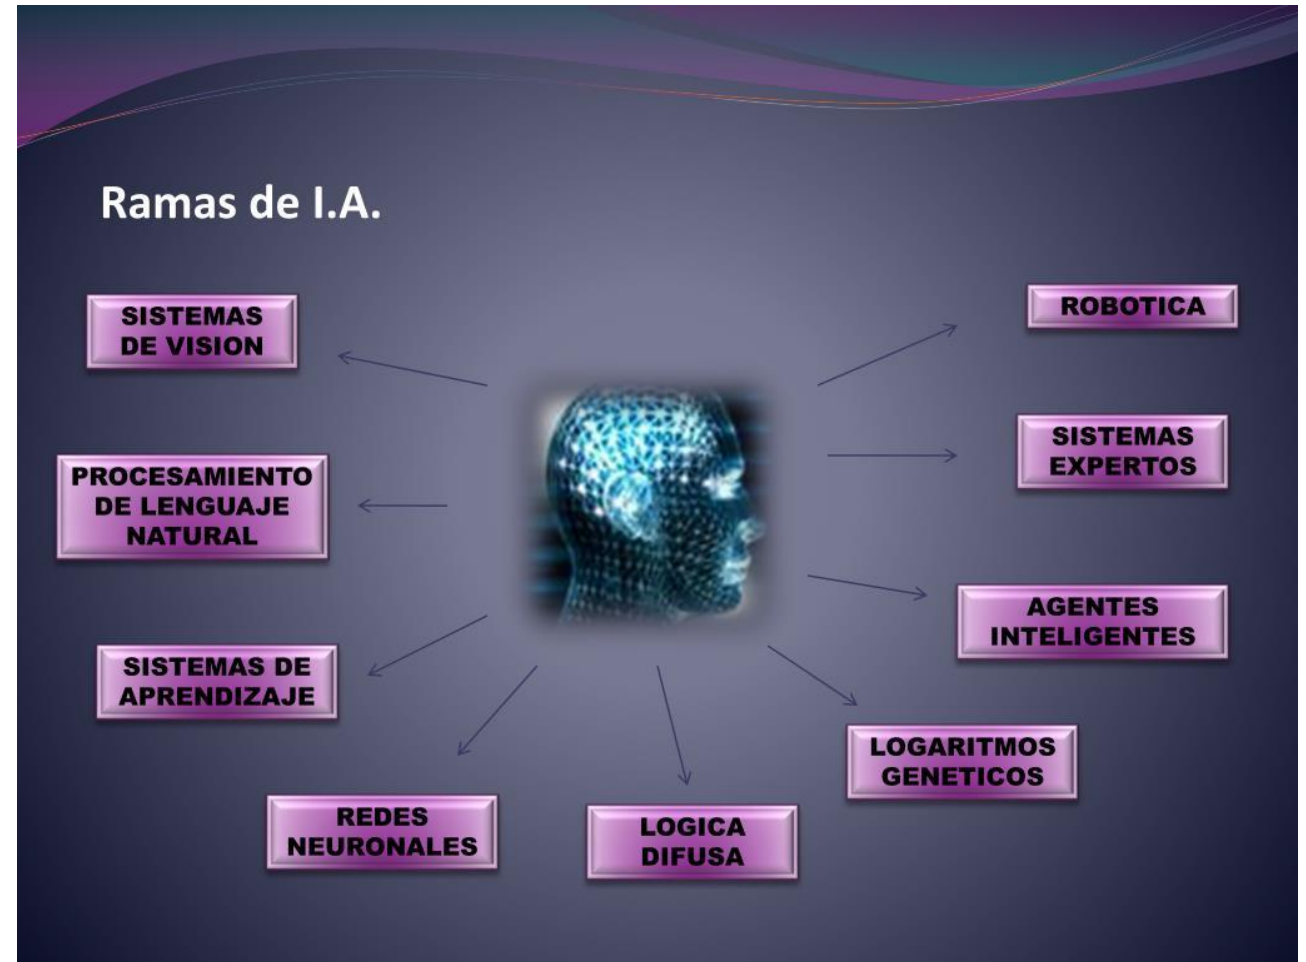 Ramas de I.A.
SISTEMAS
DE VISION
PROCESAMIENTO
DE LENGUAJE
NATURAL
SISTEMAS DE
APRENDIZAJE
REDES
NEURONALES
LOGICA
DIFUSA
LOGARITMOS
GENETICOS
AGENTES
INTELIGENTES
SISTEMAS
EXPERTOS
ROBOTICA